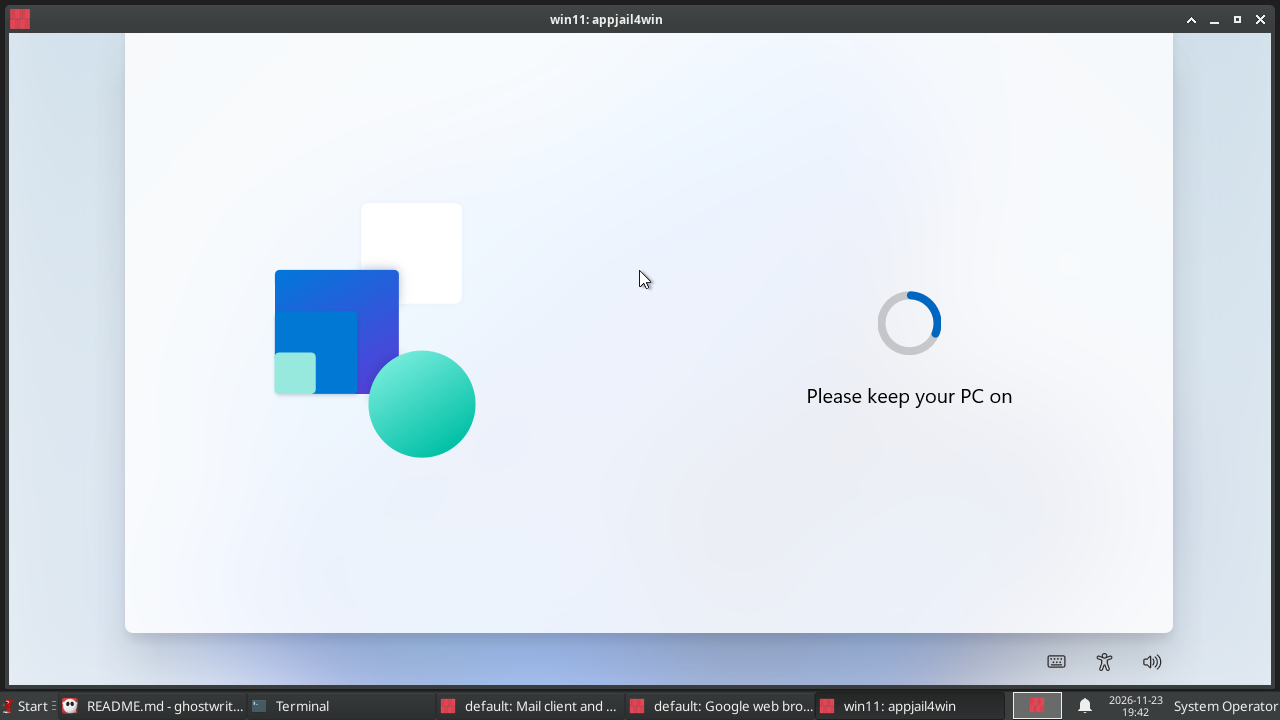 win11: appjail4win
Please keep your PC on
Start
README.md - ghostwrit...
Terminal
default: Mail client and ...
default: Google web bro...
win11: appjail4win
2026-11-23
19:42
System Operator